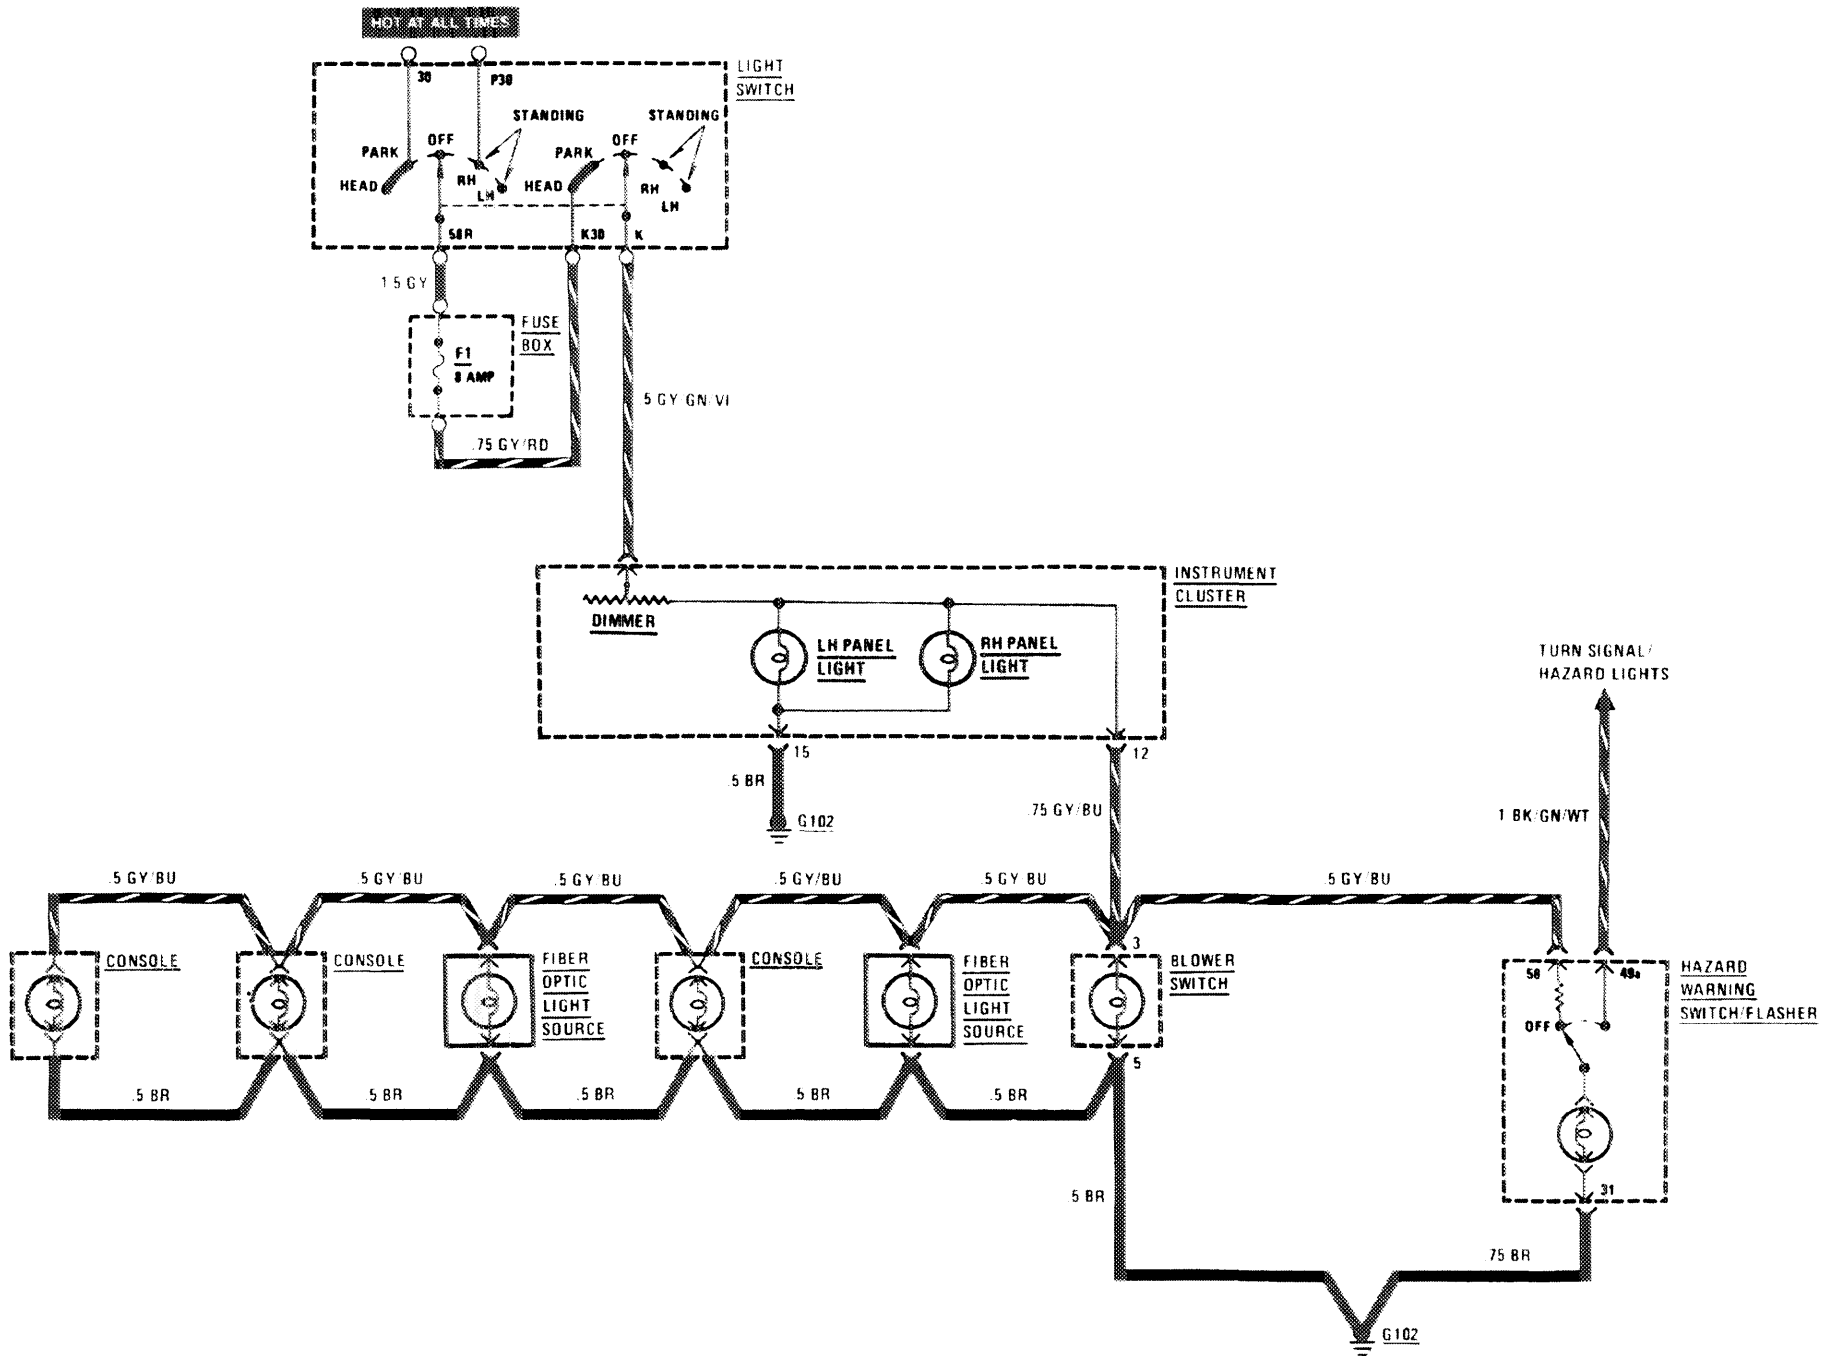 HOT AT ALL TIMES
30
P30
LIGHT
SWITCH
STANDING
STANDING
OFF
OFF
PARK
PARK
HEAD
RH
LH
HEAD
RH
LH
58R
K30
K
1.5 GY
FUSE
BOX
F1
8 AMP
.75 GY/RD
.5 GY/GN/VI
INSTRUMENT
CLUSTER
DIMMER
LH PANEL
LIGHT
RH PANEL
LIGHT
TURN SIGNAL/
HAZARD LIGHTS
15
12
.5 BR
G102
.75 GY/BU
1 BK/GN/WT
.5 GY/BU
.5 GY/BU
.5 GY/BU
.5 GY/BU
.5 GY/BU
.5 GY/BU
3
CONSOLE
CONSOLE
FIBER
OPTIC
LIGHT
SOURCE
CONSOLE
FIBER
OPTIC
LIGHT
SOURCE
BLOWER
SWITCH
58
49a
HAZARD
WARNING
SWITCH/FLASHER
OFF
5
.5 BR
.5 BR
.5 BR
.5 BR
.5 BR
.5 BR
31
.75 BR
G102